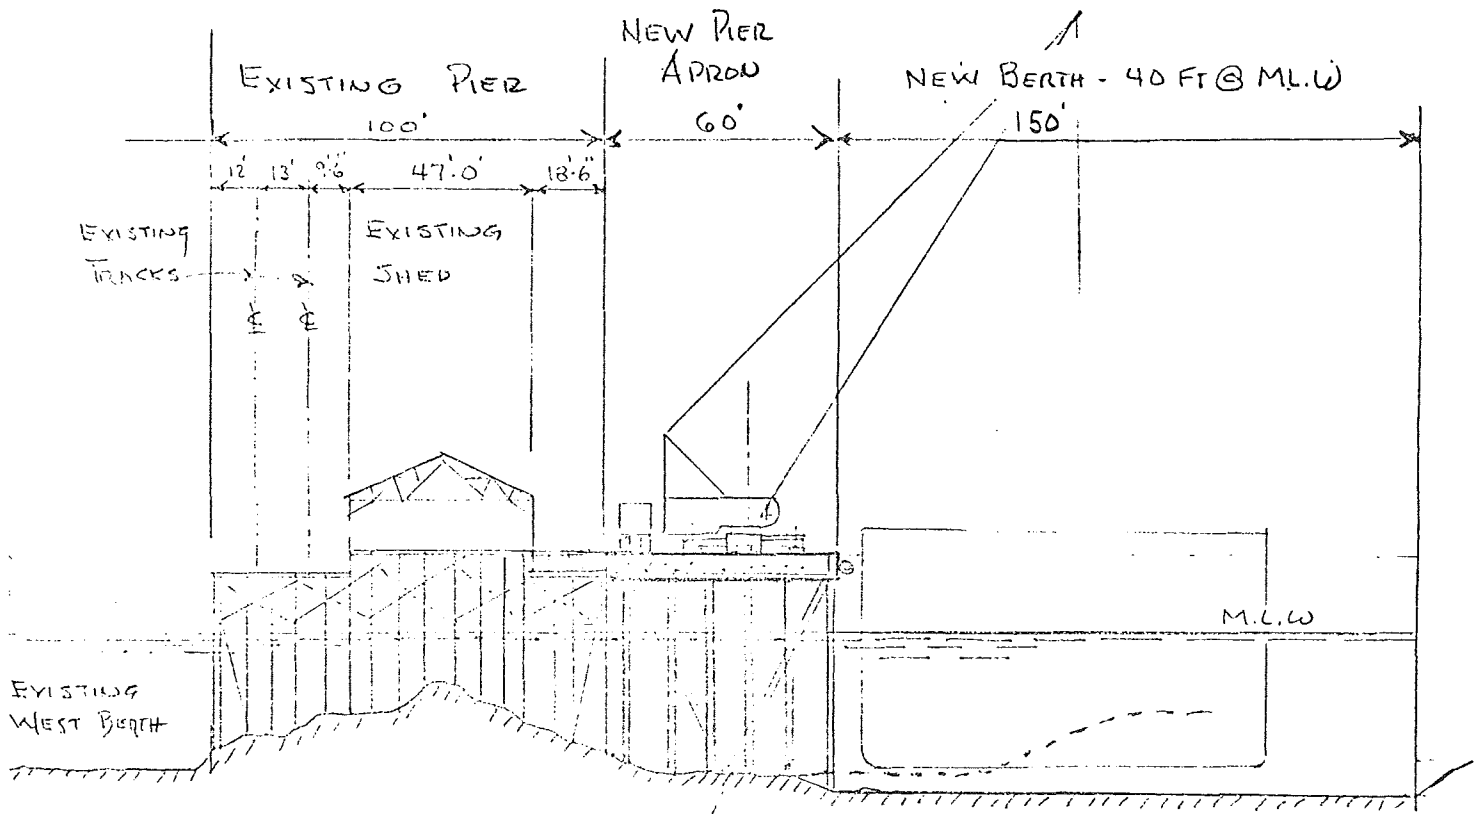 NEW PIER
APRON
EXISTING PIER
NEW BERTH - 40 FT @ M.L.W
100'
60'
150'
12' 13' 9'-6" 47'-0' 18'-6"
EXISTING
TRACKS
EXISTING
SHED
℄ ℄
M.L.W
EXISTING
WEST BERTH